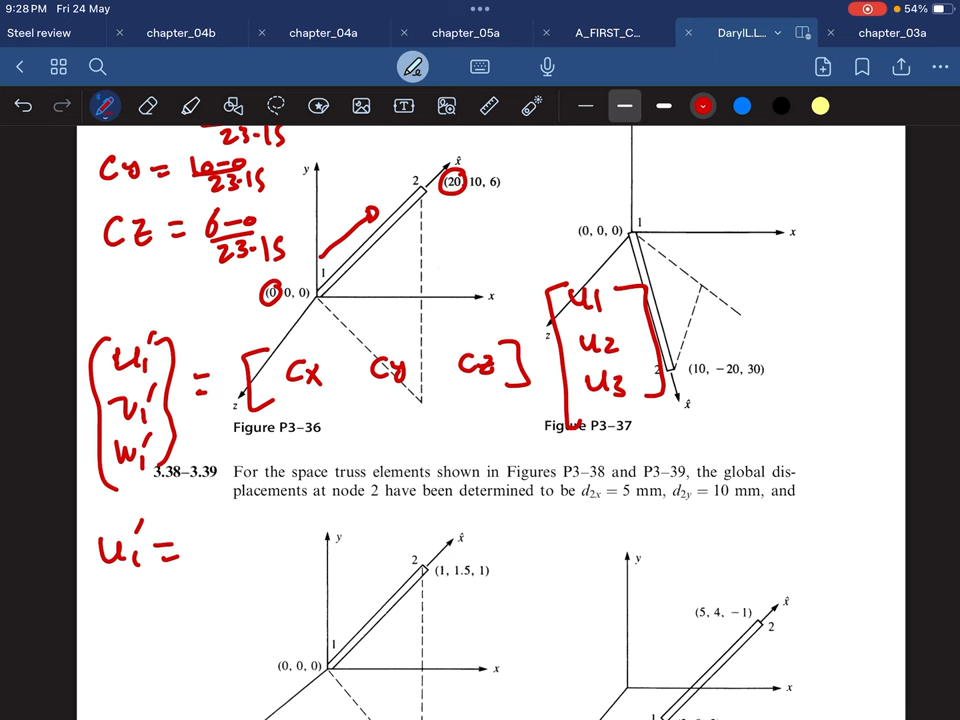 9:28 PM Fri 24 May
54%
Steel review
chapter_04b
chapter_04a
chapter_05a
A_FIRST_C...
DarylL.L...
chapter_03a
T
23.15
Cy = 10-0
23.15
Cz = 6-0
23.15
y
x̂
2
(20, 10, 6)
1
(0, 0, 0)
x
z
Figure P3–36
1
(0, 0, 0)
x
z
2
(10, −20, 30)
x̂
Figure P3–37
u1'
v1'
w1'
= [ Cx Cy Cz ]
u1
u2
u3
u1' =
3.38–3.39 For the space truss elements shown in Figures P3–38 and P3–39, the global dis-
placements at node 2 have been determined to be d2x = 5 mm, d2y = 10 mm, and
y
x̂
2
(1, 1.5, 1)
1
(0, 0, 0)
x
y
(5, 4, −1)
x̂
2
x
1